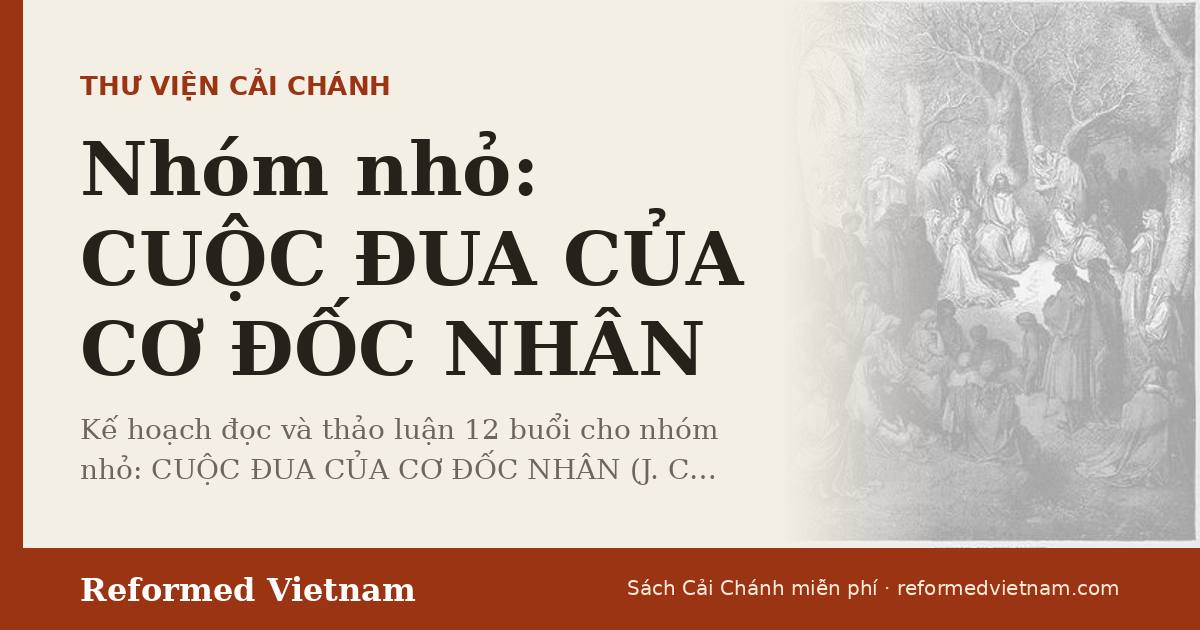 THƯ VIỆN CẢI CHÁNH
Nhóm nhỏ:
CUỘC ĐUA CỦA
CƠ ĐỐC NHÂN
Kế hoạch đọc và thảo luận 12 buổi cho nhóm
nhỏ: CUỘC ĐUA CỦA CƠ ĐỐC NHÂN (J. C…
Reformed Vietnam
Sách Cải Chánh miễn phí · reformedvietnam.com